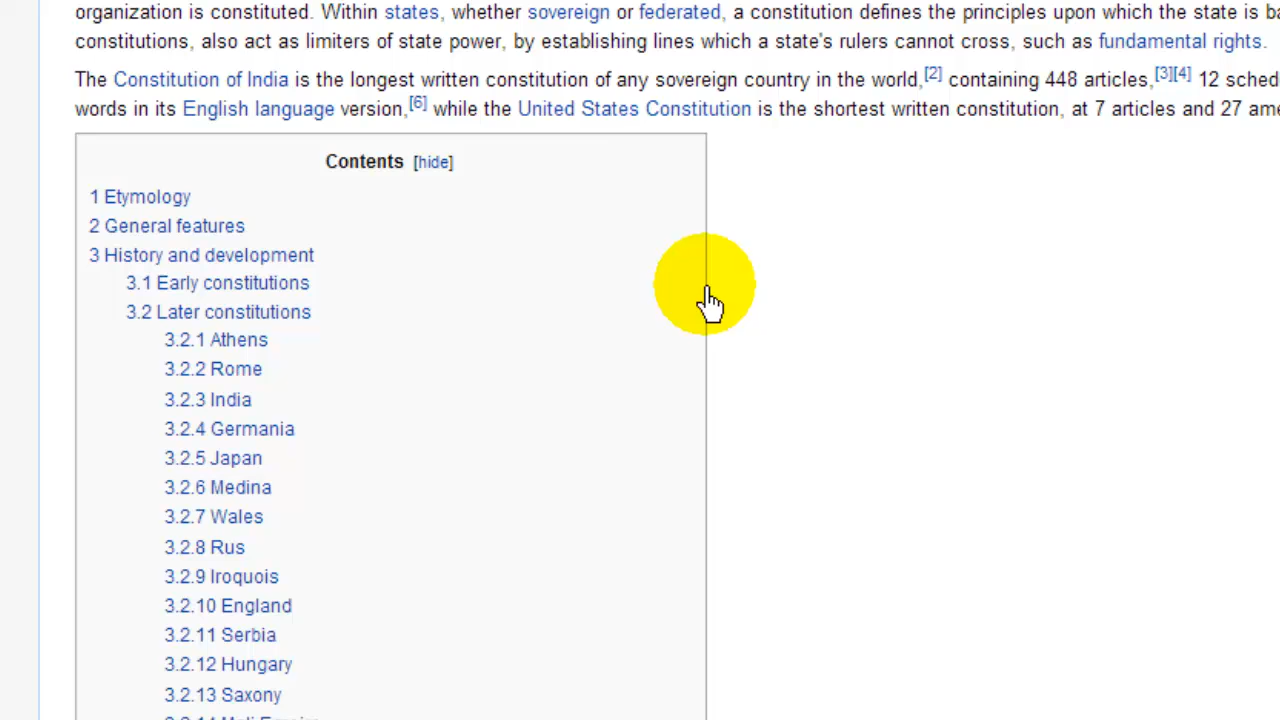 organization is constituted. Within states, whether sovereign or federated, a constitution defines the principles upon which the state is
constitutions, also act as limiters of state power, by establishing lines which a state's rulers cannot cross, such as fundamental rights.
The Constitution of India is the longest written constitution of any sovereign country in the world,[2] containing 448 articles,[3][4] 12
words in its English language version,[6] while the United States Constitution is the shortest written constitution, at 7 articles and 27
Contents [hide]
1 Etymology
2 General features
3 History and development
3.1 Early constitutions
3.2 Later constitutions
3.2.1 Athens
3.2.2 Rome
3.2.3 India
3.2.4 Germania
3.2.5 Japan
3.2.6 Medina
3.2.7 Wales
3.2.8 Rus
3.2.9 Iroquois
3.2.10 England
3.2.11 Serbia
3.2.12 Hungary
3.2.13 Saxony